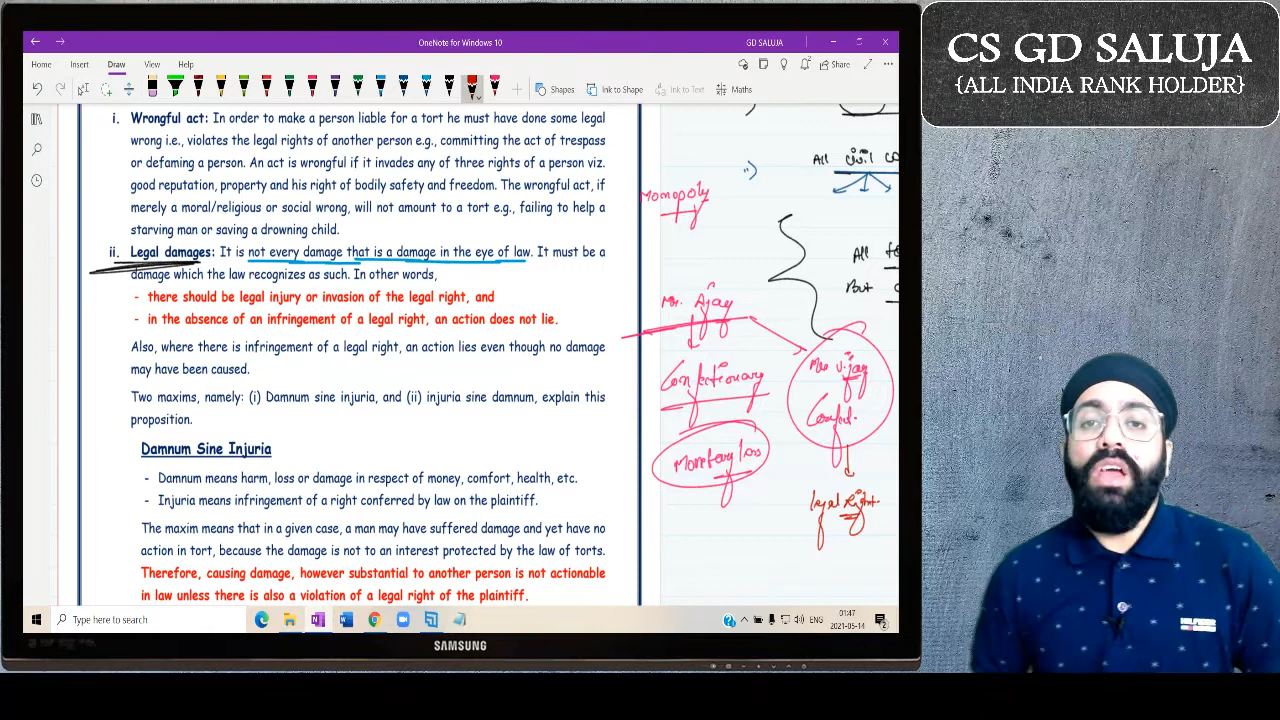 OneNote for Windows 10
GD SALUJA
Home Insert Draw View Help
Share
Shapes
Ink to Shape
Ink to Text
Maths
i. Wrongful act: In order to make a person liable for a tort he must have done some legal
wrong i.e., violates the legal rights of another person e.g., committing the act of trespass
or defaming a person. An act is wrongful if it invades any of three rights of a person viz.
good reputation, property and his right of bodily safety and freedom. The wrongful act, if
merely a moral/religious or social wrong, will not amount to a tort e.g., failing to help a
starving man or saving a drowning child.
ii. Legal damages: It is not every damage that is a damage in the eye of law. It must be a
damage which the law recognizes as such. In other words,
- there should be legal injury or invasion of the legal right, and
- in the absence of an infringement of a legal right, an action does not lie.
Also, where there is infringement of a legal right, an action lies even though no damage
may have been caused.
Two maxims, namely: (i) Damnum sine injuria, and (ii) injuria sine damnum, explain this
proposition.
Damnum Sine Injuria
- Damnum means harm, loss or damage in respect of money, comfort, health, etc.
- Injuria means infringement of a right conferred by law on the plaintiff.
The maxim means that in a given case, a man may have suffered damage and yet have no
action in tort, because the damage is not to an interest protected by the law of torts.
Therefore, causing damage, however substantial to another person is not actionable
in law unless there is also a violation of a legal right of the plaintiff.
All civil
Monopoly
All
But
Mr. Ajay
Confectionary
Monetary loss
Mr. Vijay
Confect.
legal Right
Type here to search
ENG
01:47
2021-05-14
2
SAMSUNG
CS GD SALUJA
{ALL INDIA RANK HOLDER}